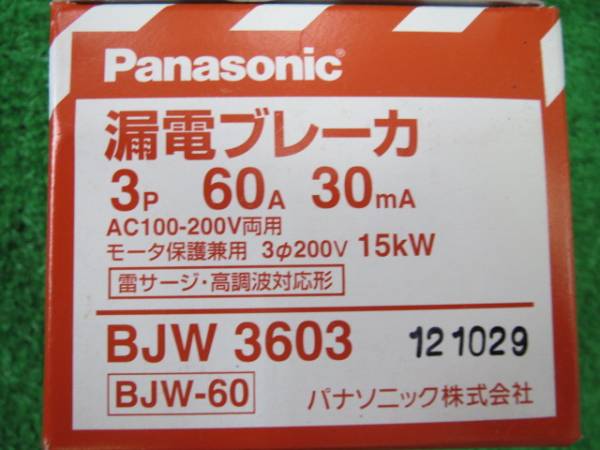 Panasonic
漏電ブレーカ
3P 60A 30mA
AC100-200V両用
モータ保護兼用 3φ200V 15kW
雷サージ・高調波対応形
BJW 3603 121029
BJW-60 パナソニック株式会社